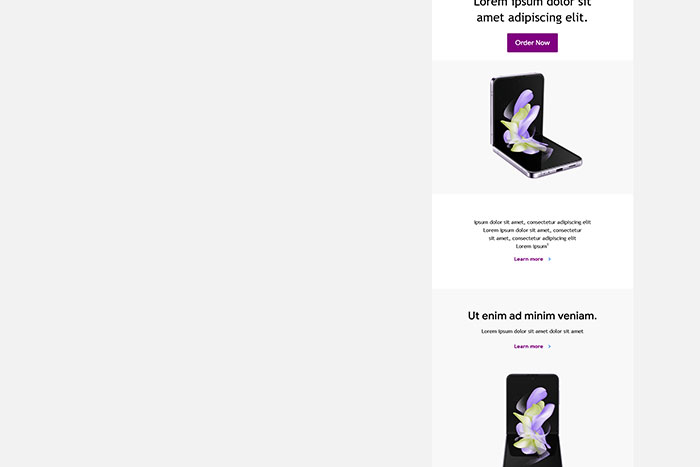 Lorem ipsum dolor sit
amet adipiscing elit.
Order Now
Ipsum dolor sit amet, consectetur adipiscing elit
Lorem ipsum dolor sit amet, consectetur
sit amet, consectetur adipiscing elit
Lorem ipsum¹
Learn more >
Ut enim ad minim veniam.
Lorem ipsum dolor sit amet dolor sit amet
Learn more >